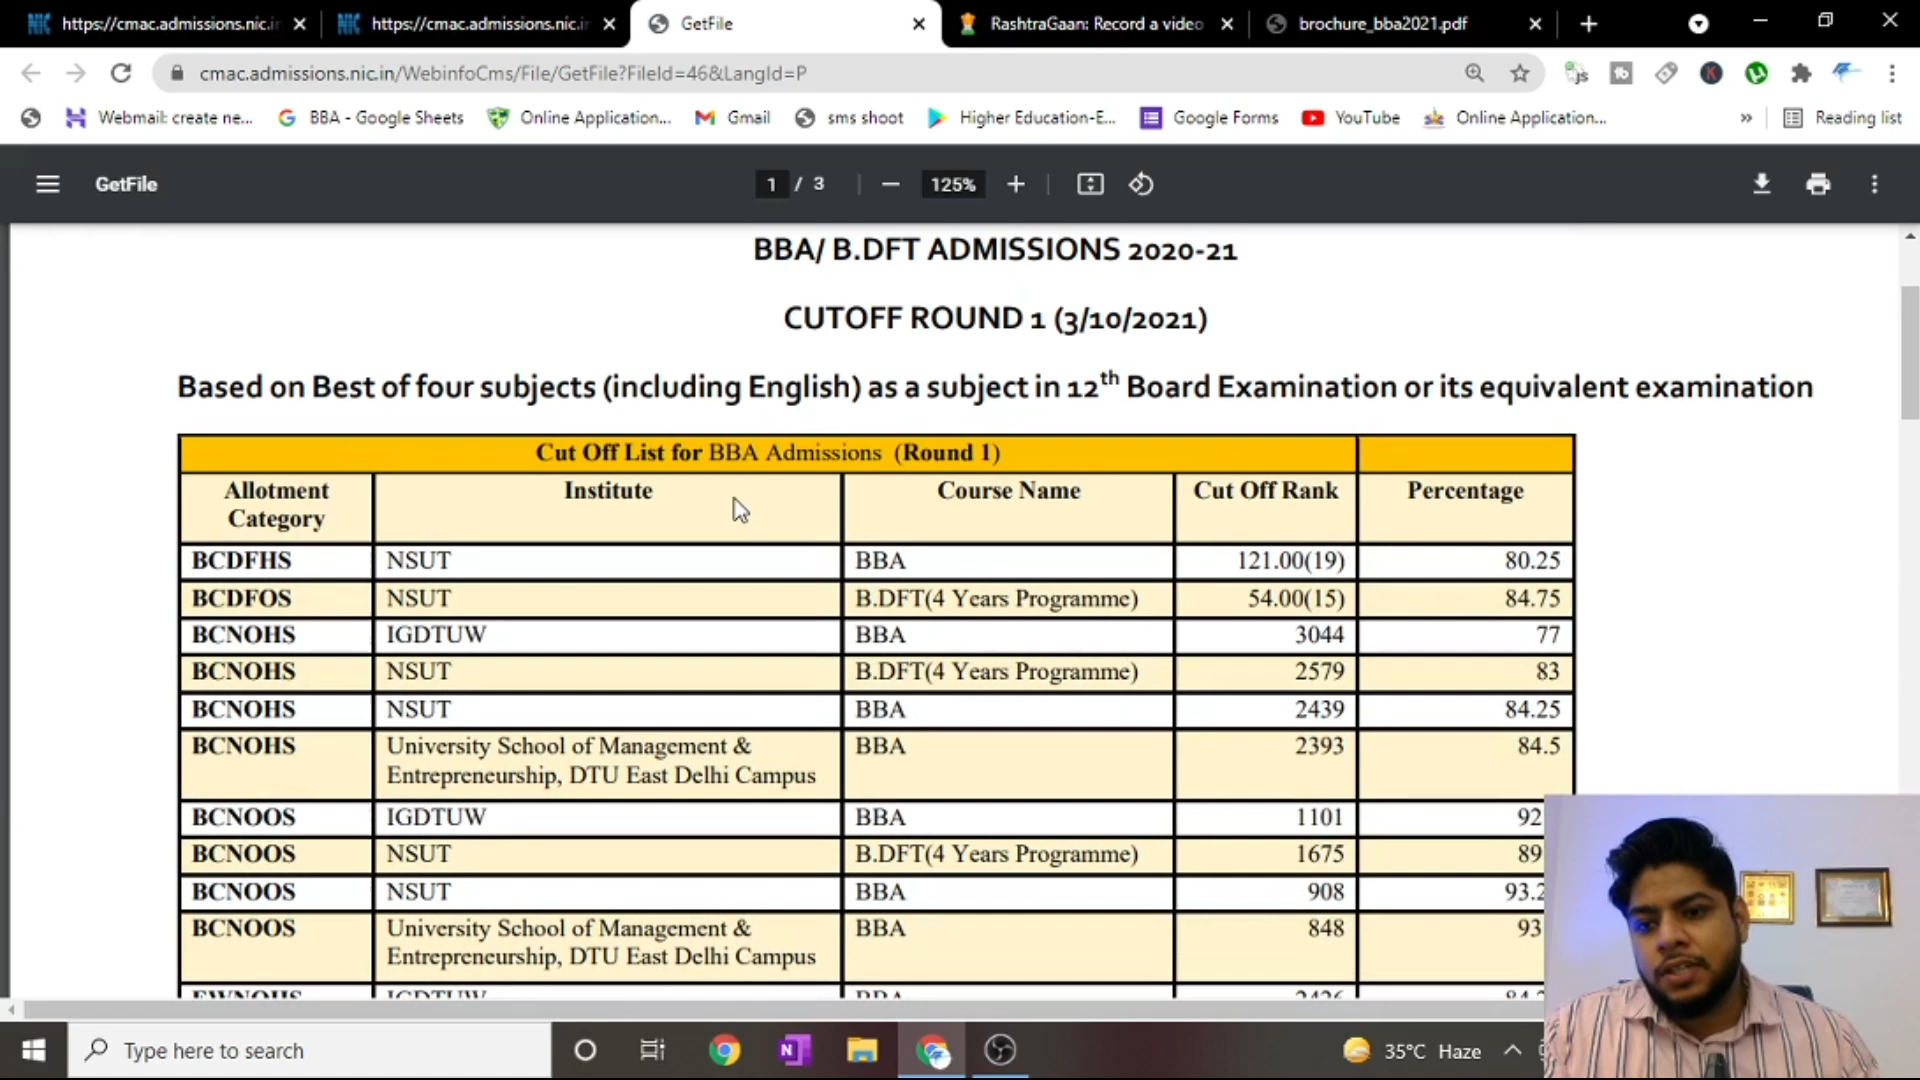 https://cmac.admissions.nic.ir
https://cmac.admissions.nic.ir
GetFile
RashtraGaan: Record a video
brochure_bba2021.pdf
cmac.admissions.nic.in/WebinfoCms/File/GetFile?FileId=46&LangId=P
Webmail: create ne...
BBA - Google Sheets
Online Application...
Gmail
sms shoot
Higher Education-E...
Google Forms
YouTube
Online Application...
»
Reading list
GetFile
1 / 3
125%
BBA/ B.DFT ADMISSIONS 2020-21
CUTOFF ROUND 1 (3/10/2021)
Based on Best of four subjects (including English) as a subject in 12th Board Examination or its equivalent examination
Cut Off List for BBA Admissions (Round 1)
Allotment Category Institute Course Name Cut Off Rank Percentage
BCDFHS NSUT BBA 121.00(19) 80.25
BCDFOS NSUT B.DFT(4 Years Programme) 54.00(15) 84.75
BCNOHS IGDTUW BBA 3044 77
BCNOHS NSUT B.DFT(4 Years Programme) 2579 83
BCNOHS NSUT BBA 2439 84.25
BCNOHS University School of Management & BBA 2393 84.5
Entrepreneurship, DTU East Delhi Campus
BCNOOS IGDTUW BBA 1101 92
BCNOOS NSUT B.DFT(4 Years Programme) 1675 89
BCNOOS NSUT BBA 908 93.2
BCNOOS University School of Management & BBA 848 93
Entrepreneurship, DTU East Delhi Campus
Type here to search
35°C Haze